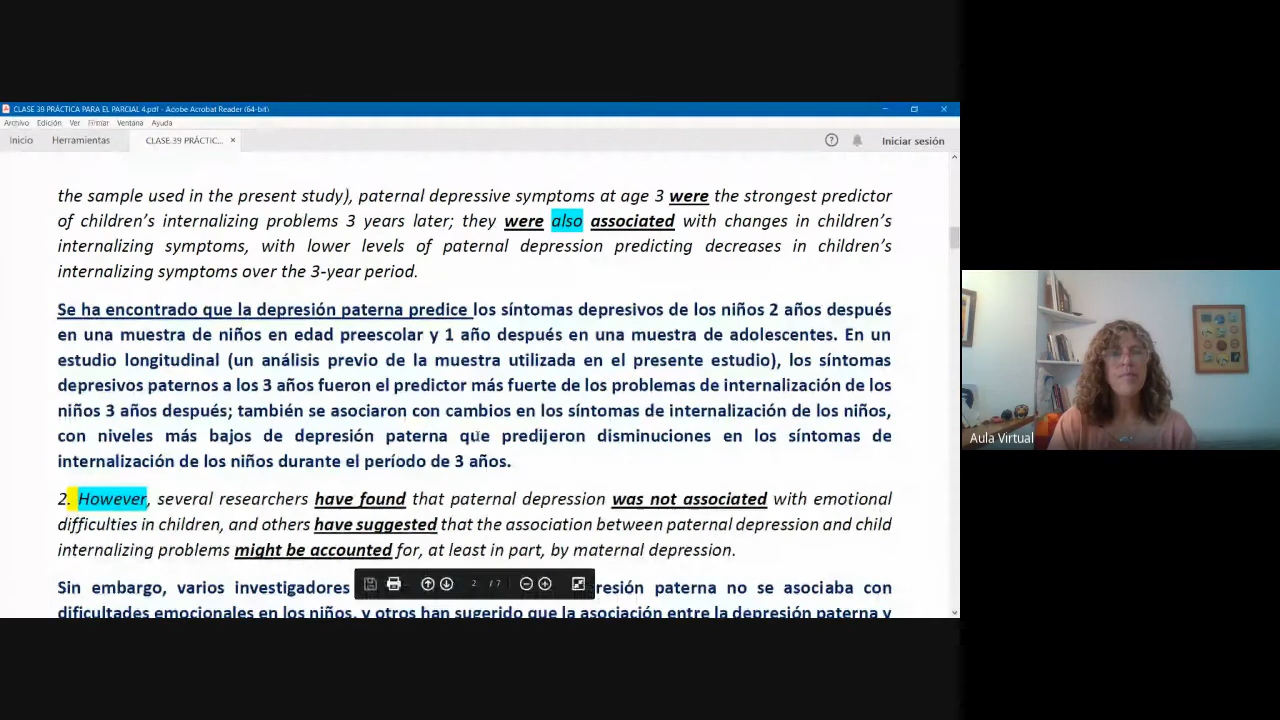 CLASE 39 PRÁCTICA PARA EL PARCIAL 4.pdf - Adobe Acrobat Reader (64-bit)
Archivo Edición Ver Firmar Ventana Ayuda
Inicio Herramientas CLASE 39 PRÁCTIC... × Iniciar sesión
the sample used in the present study), paternal depressive symptoms at age 3 were the strongest predictor
of children’s internalizing problems 3 years later; they were also associated with changes in children’s
internalizing symptoms, with lower levels of paternal depression predicting decreases in children’s
internalizing symptoms over the 3-year period.
Se ha encontrado que la depresión paterna predice los síntomas depresivos de los niños 2 años después
en una muestra de niños en edad preescolar y 1 año después en una muestra de adolescentes. En un
estudio longitudinal (un análisis previo de la muestra utilizada en el presente estudio), los síntomas
depresivos paternos a los 3 años fueron el predictor más fuerte de los problemas de internalización de los
niños 3 años después; también se asociaron con cambios en los síntomas de internalización de los niños,
con niveles más bajos de depresión paterna que predijeron disminuciones en los síntomas de
internalización de los niños durante el período de 3 años.
2. However, several researchers have found that paternal depression was not associated with emotional
difficulties in children, and others have suggested that the association between paternal depression and child
internalizing problems might be accounted for, at least in part, by maternal depression.
2 / 7
Sin embargo, varios investigadores resión paterna no se asociaba con
dificultades emocionales en los niños, y otros han sugerido que la asociación entre la depresión paterna y
Aula Virtual